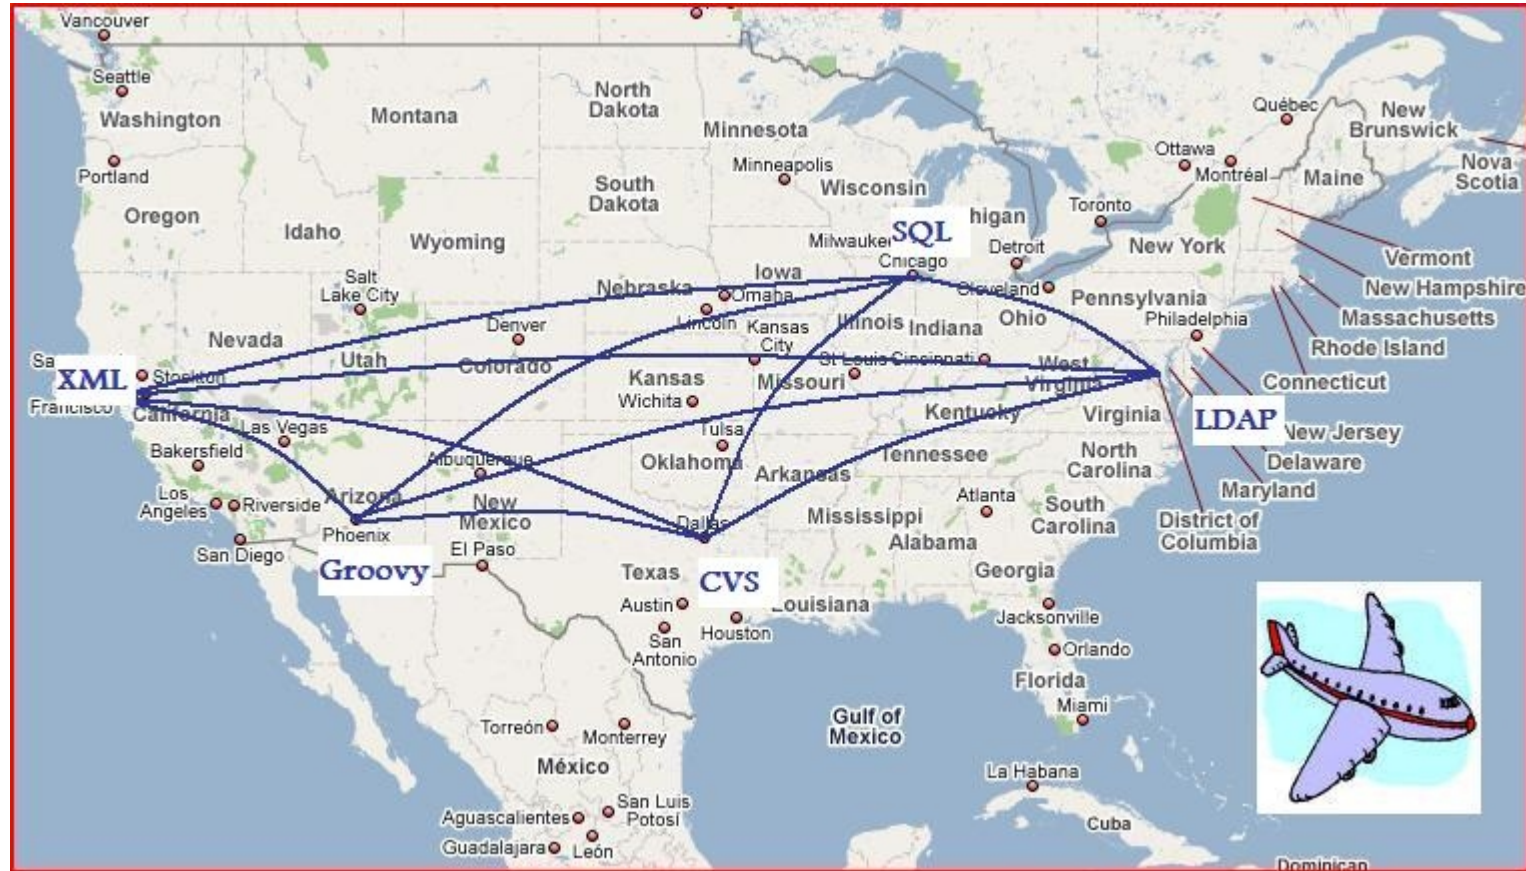 Vancouver
Seattle
Washington
Portland
Oregon
Idaho
Montana
Wyoming
North
Dakota
South
Dakota
Minnesota
Minneapolis
Wisconsin
Milwaukee
SQL
higan
Chicago
Detroit
Toronto
Ottawa
Montréal
Québec
New
Brunswick
Nova
Scotia
Maine
New York
Vermont
New Hampshire
Massachusetts
Rhode Island
Connecticut
Pennsylvania
Philadelphia
Cleveland
Ohio
Salt
Lake City
Nevada
Utah
Denver
Colorado
Nebraska
Iowa
Omaha
Lincoln
Kansas
City
Illinois
Indiana
St Louis
Cincinnati
West
Virginia
Sa
XML
Stockton
Francisco
California
Kansas
Wichita
Missouri
Kentucky
Virginia
LDAP
New Jersey
Delaware
Maryland
District of
Columbia
Las Vegas
Bakersfield
Los
Angeles
Riverside
San Diego
Arizona
Phoenix
Groovy
Albuquerque
New
Mexico
El Paso
Tulsa
Oklahoma
Arkansas
Tennessee
North
Carolina
South
Carolina
Atlanta
Mississippi
Alabama
Georgia
Dallas
CVS
Texas
Austin
San
Antonio
Houston
Louisiana
Jacksonville
Orlando
Florida
Miami
Gulf of
Mexico
Torreón
Monterrey
México
San Luis
Potosí
Aguascalientes
Guadalajara
León
La Habana
Cuba
Dominican